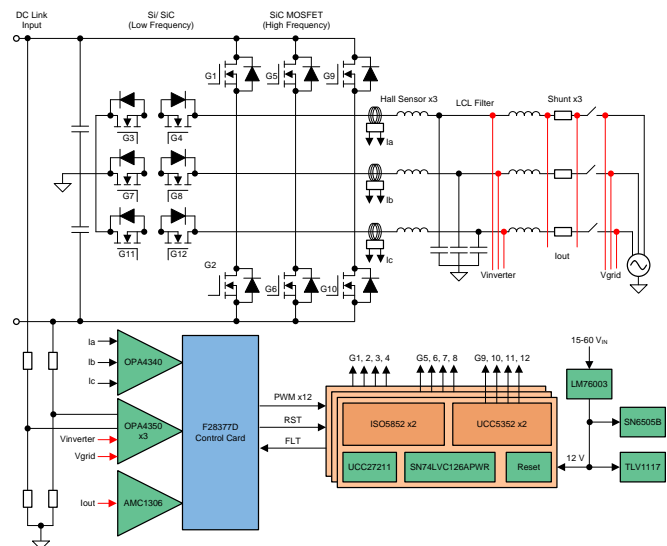 DC Link
Input
Si/ SiC
(Low Frequency)
SiC MOSFET
(High Frequency)
G1
G5
G9
Hall Sensor x3
LCL Filter
Shunt x3
G3
G4
Ia
G7
G8
Ib
G11
G12
Ic
G2
G6
G10
Vinverter
Iout
Vgrid
Ia
Ib
Ic
OPA4340
OPA4350
x3
Vinverter
Vgrid
Iout
AMC1306
F28377D
Control Card
PWM x12
RST
FLT
G1, 2, 3, 4
G5, 6, 7, 8
G9, 10, 11, 12
ISO5852 x2
UCC5352 x2
UCC27211
SN74LVC126APWR
Reset
15-60 VIN
LM76003
SN6505B
12 V
TLV1117